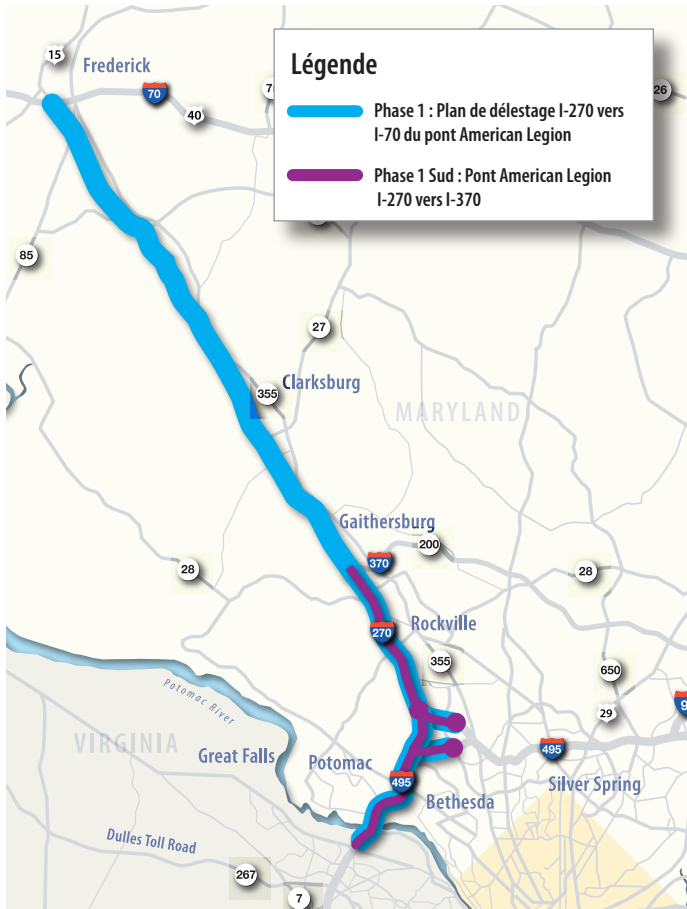 15
Frederick
70
40
Légende
Phase 1 : Plan de délestage I-270 vers
I-70 du pont American Legion
Phase 1 Sud : Pont American Legion
I-270 vers I-370
26
85
27
355
Clarksburg
MARYLAND
Gaithersburg
200
370
28
28
270
Rockville
355
650
29
Potomac River
VIRGINIA
Great Falls
Potomac
495
495
Silver Spring
Bethesda
Dulles Toll Road
267
7